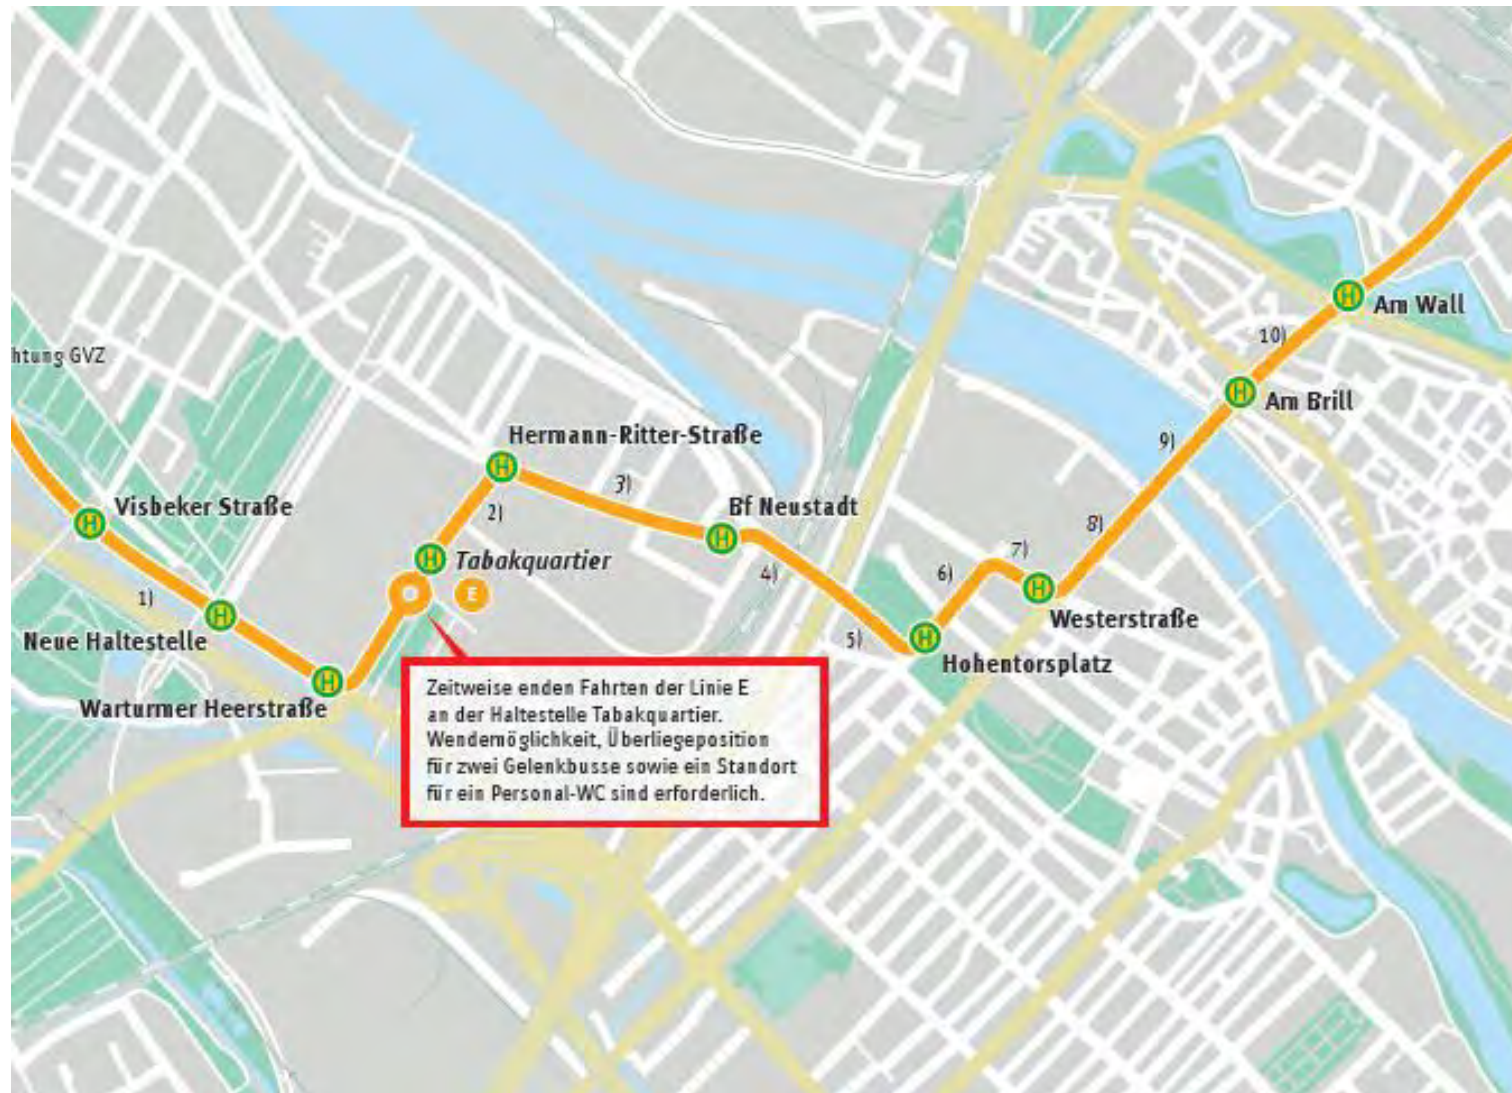 Am Wall
10)
htung GVZ
Am Brill
Hermann-Ritter-Straße
9)
3)
Visbeker Straße
2)
Bf Neustadt
8)
Tabakquartier
7)
4)
6)
E
1)
Neue Haltestelle
Westerstraße
5)
Hohentorsplatz
Warturmer Heerstraße
Zeitweise enden Fahrten der Linie E
an der Haltestelle Tabakquartier.
Wendemöglichkeit, Überliegeposition
für zwei Gelenkbusse sowie ein Standort
für ein Personal-WC sind erforderlich.
H
H
H
H
H
H
H
H
H
H
H